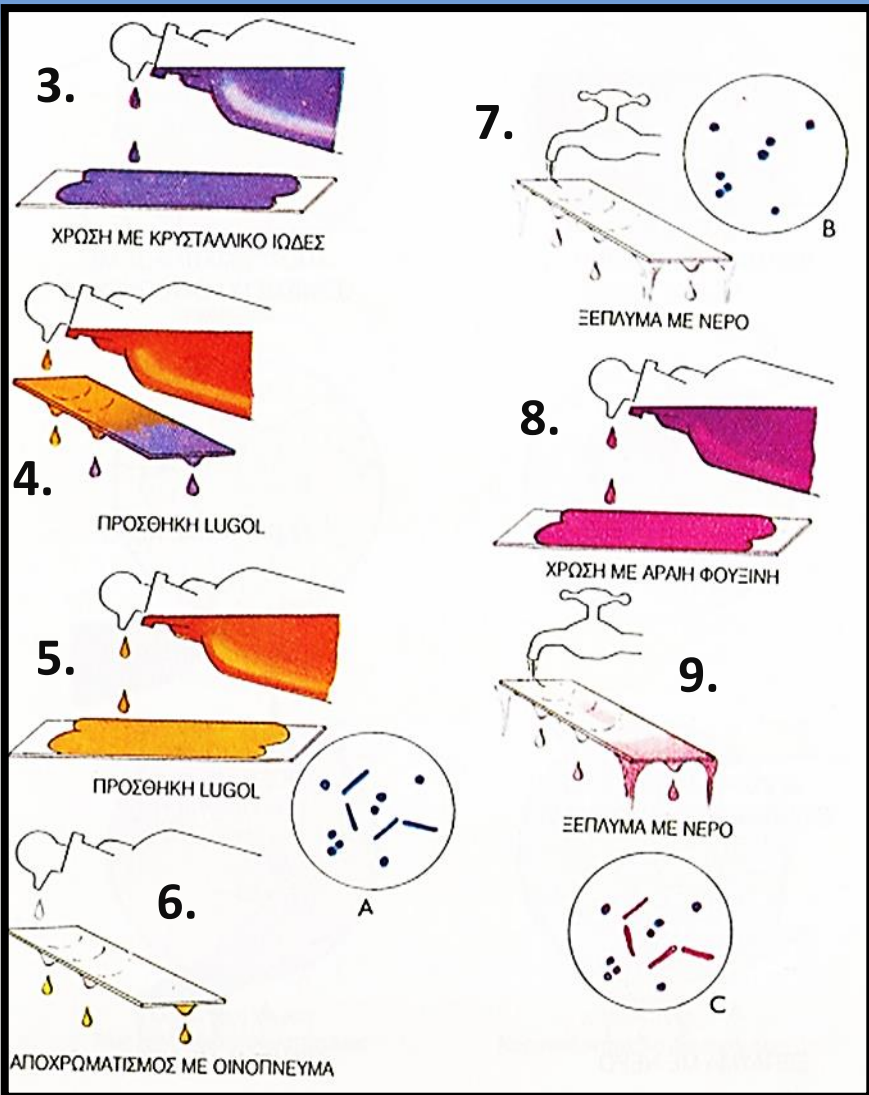 3.
ΧΡΩΣΗ ΜΕ ΚΡΥΣΤΑΛΛΙΚΟ ΙΩΔΕΣ
4.
ΠΡΟΣΘΗΚΗ LUGOL
5.
ΠΡΟΣΘΗΚΗ LUGOL
A
6.
ΑΠΟΧΡΩΜΑΤΙΣΜΟΣ ΜΕ ΟΙΝΟΠΝΕΥΜΑ
7.
B
ΞΕΠΛΥΜΑ ΜΕ ΝΕΡΟ
8.
ΧΡΩΣΗ ΜΕ ΑΡΑΙΗ ΦΟΥΞΙΝΗ
9.
ΞΕΠΛΥΜΑ ΜΕ ΝΕΡΟ
C